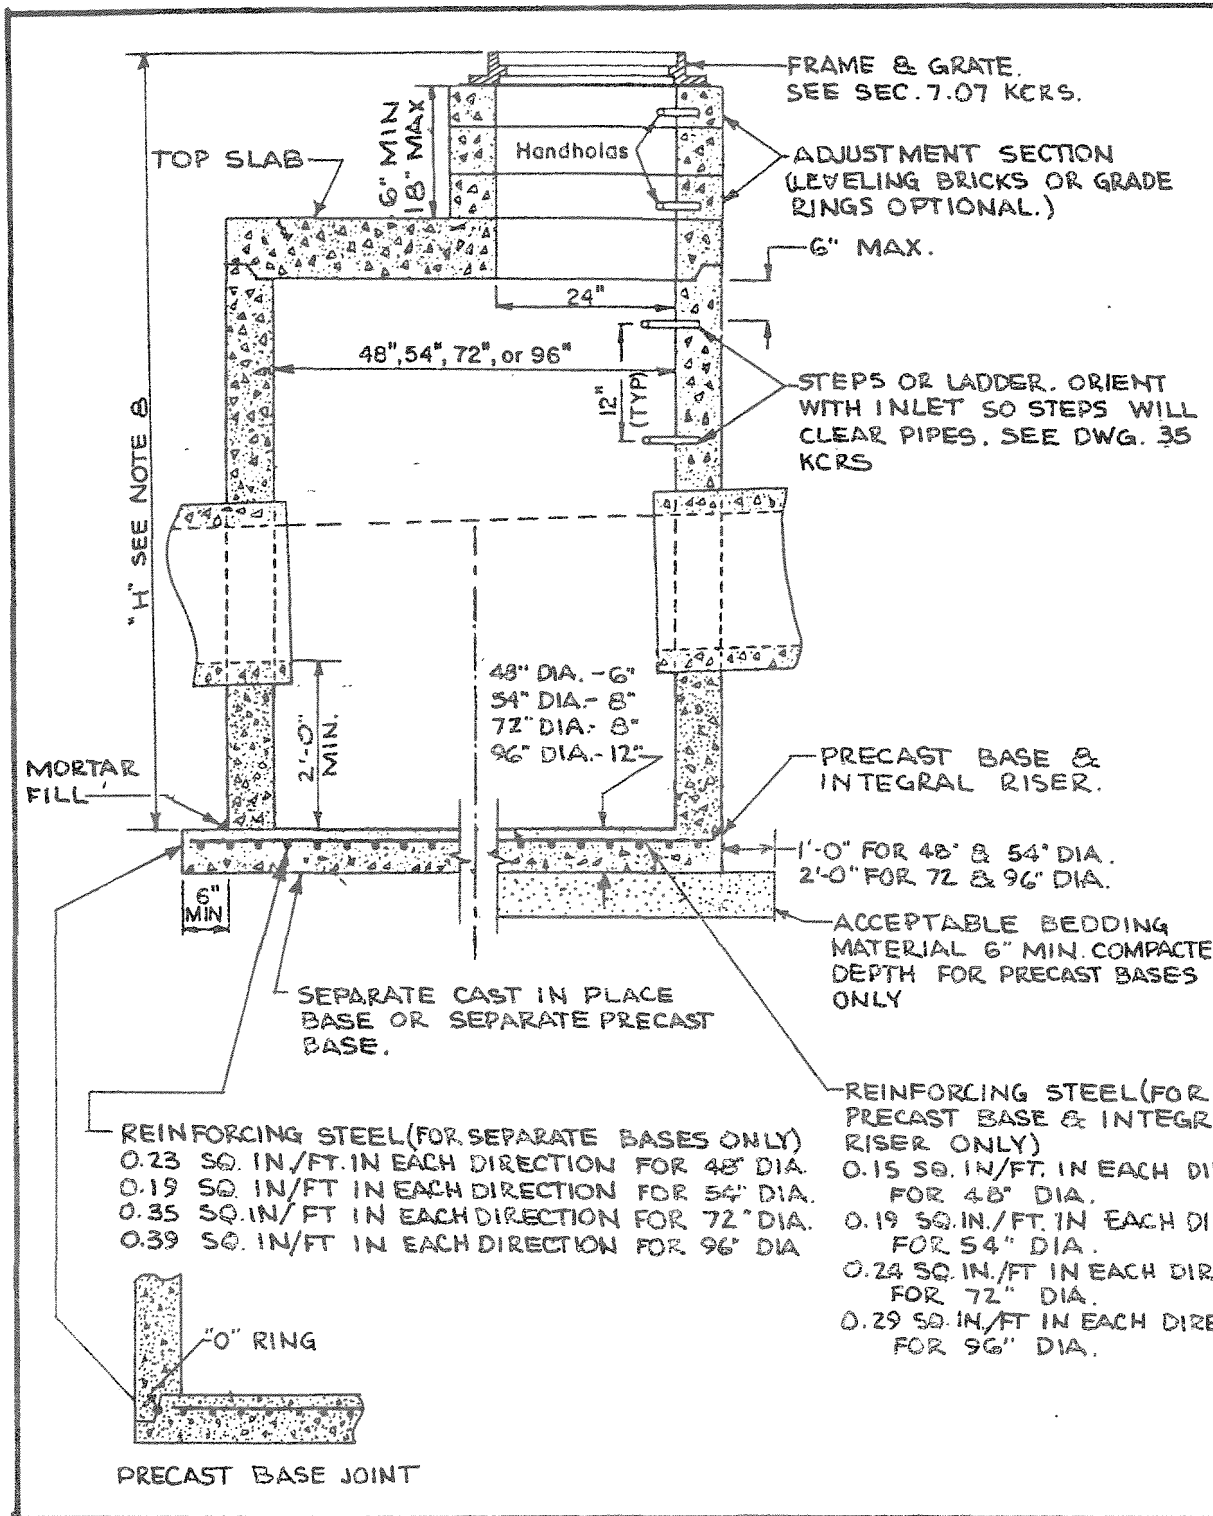 FRAME & GRATE.
SEE SEC. 7.07 KCRS.
6" MIN
18" MAX
TOP SLAB
Handholas
ADJUSTMENT SECTION
(LEVELING BRICKS OR GRADE
RINGS OPTIONAL.)
6" MAX.
24"
48", 54", 72", or 96"
12"
(TYP)
STEPS OR LADDER. ORIENT
WITH INLET SO STEPS WILL
CLEAR PIPES. SEE DWG. 35
KCRS
"H" SEE NOTE 8
48" DIA. - 6"
54" DIA. - 8"
72" DIA. - 8"
96" DIA. - 12"
2'-0"
MIN.
MORTAR
FILL
PRECAST BASE &
INTEGRAL RISER.
1'-0" FOR 48" & 54" DIA.
2'-0" FOR 72 & 96" DIA.
6"
MIN
ACCEPTABLE BEDDING
MATERIAL 6" MIN. COMPACTE
DEPTH FOR PRECAST BASES
ONLY
SEPARATE CAST IN PLACE
BASE OR SEPARATE PRECAST
BASE.
REINFORCING STEEL (FOR SEPARATE BASES ONLY)
0.23 SQ. IN./FT. IN EACH DIRECTION FOR 48" DIA.
0.19 SQ. IN/FT IN EACH DIRECTION FOR 54" DIA.
0.35 SQ. IN/FT IN EACH DIRECTION FOR 72" DIA.
0.39 SQ. IN/FT IN EACH DIRECTION FOR 96" DIA
REINFORCING STEEL (FOR
PRECAST BASE & INTEGR
RISER ONLY)
0.15 SQ. IN/FT. IN EACH DI
FOR 48" DIA.
0.19 SQ. IN./FT. IN EACH DI
FOR 54" DIA.
0.24 SQ. IN./FT IN EACH DIR
FOR 72" DIA.
0.29 SQ. IN./FT IN EACH DIRE
FOR 96" DIA.
"O" RING
PRECAST BASE JOINT